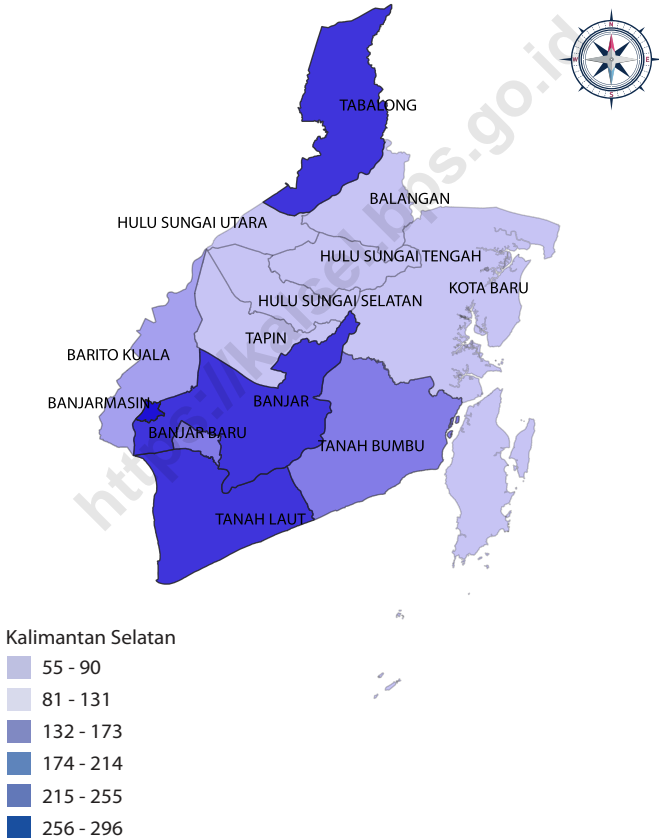 N
W
E
S
TABALONG
BALANGAN
HULU SUNGAI UTARA
HULU SUNGAI TENGAH
KOTA BARU
HULU SUNGAI SELATAN
TAPIN
BARITO KUALA
BANJARMASIN
BANJAR
BANJAR BARU
TANAH BUMBU
TANAH LAUT
https://kalsel.bps.go.id
Kalimantan Selatan
55 - 90
81 - 131
132 - 173
174 - 214
215 - 255
256 - 296